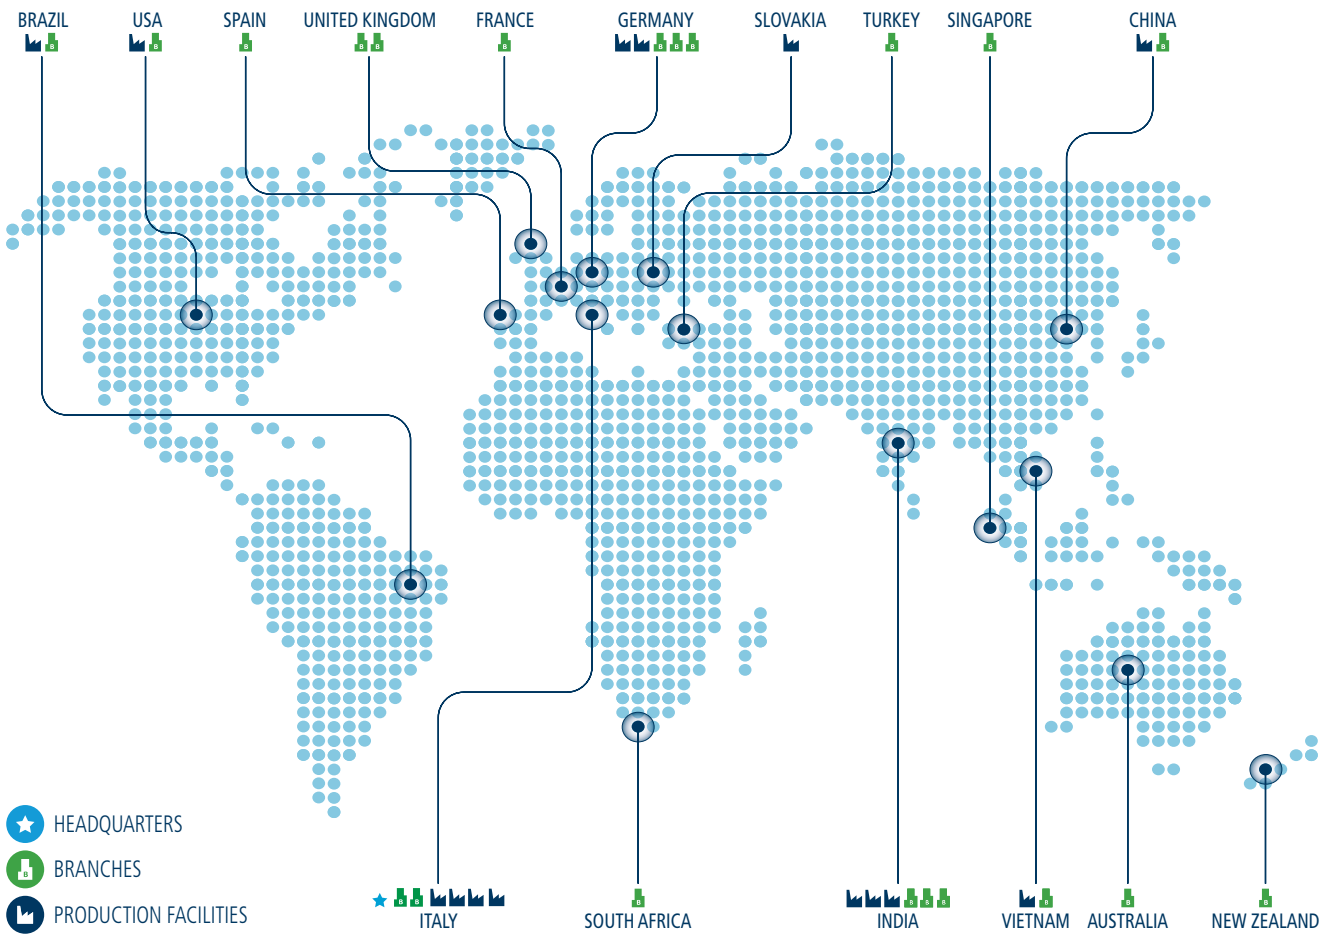 BRAZIL
USA
SPAIN
UNITED KINGDOM
FRANCE
GERMANY
SLOVAKIA
TURKEY
SINGAPORE
CHINA
B
B
B
B B
B
B B B
B
B
B
HEADQUARTERS
B
BRANCHES
PRODUCTION FACILITIES
B B
B
B B B
B
B
B
ITALY
SOUTH AFRICA
INDIA
VIETNAM
AUSTRALIA
NEW ZEALAND